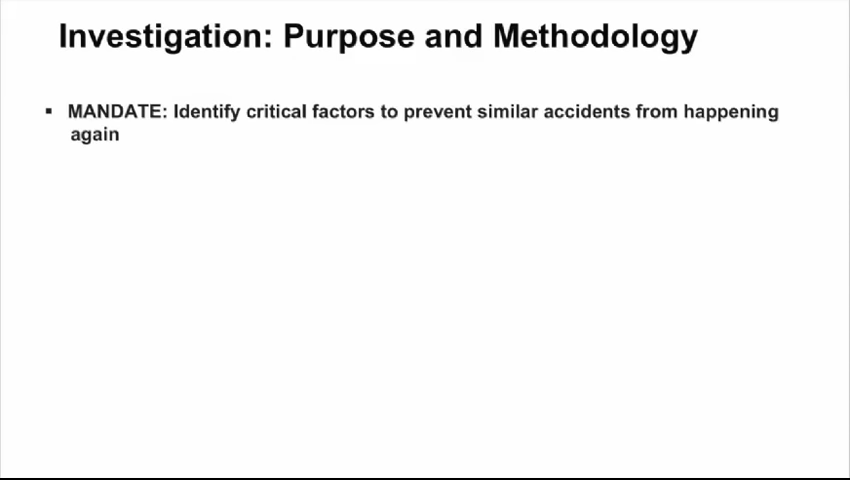 Investigation: Purpose and Methodology
▪ MANDATE: Identify critical factors to prevent similar accidents from happening
again